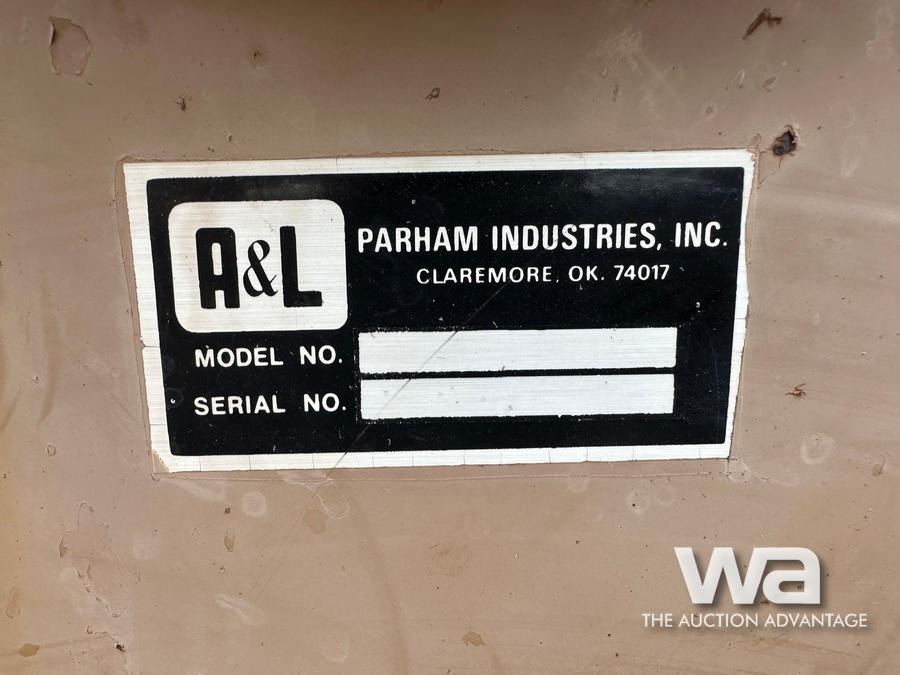 A&L
PARHAM INDUSTRIES, INC.
CLAREMORE, OK. 74017
MODEL NO.
SERIAL NO.
wa
THE AUCTION ADVANTAGE